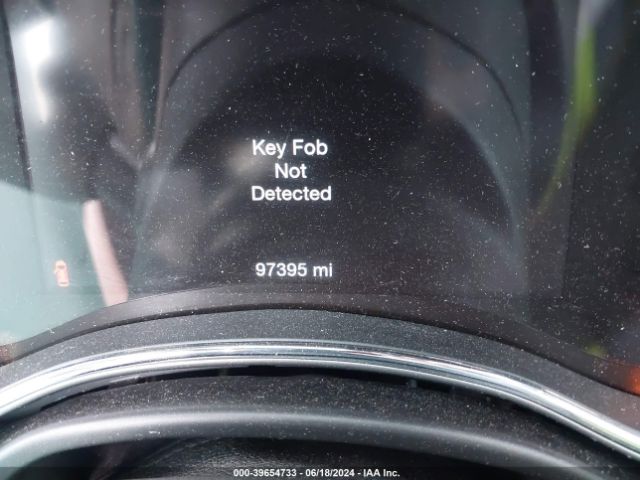 Key Fob
Not
Detected
97395 mi
000-39654733 - 06/18/2024 - IAA Inc.